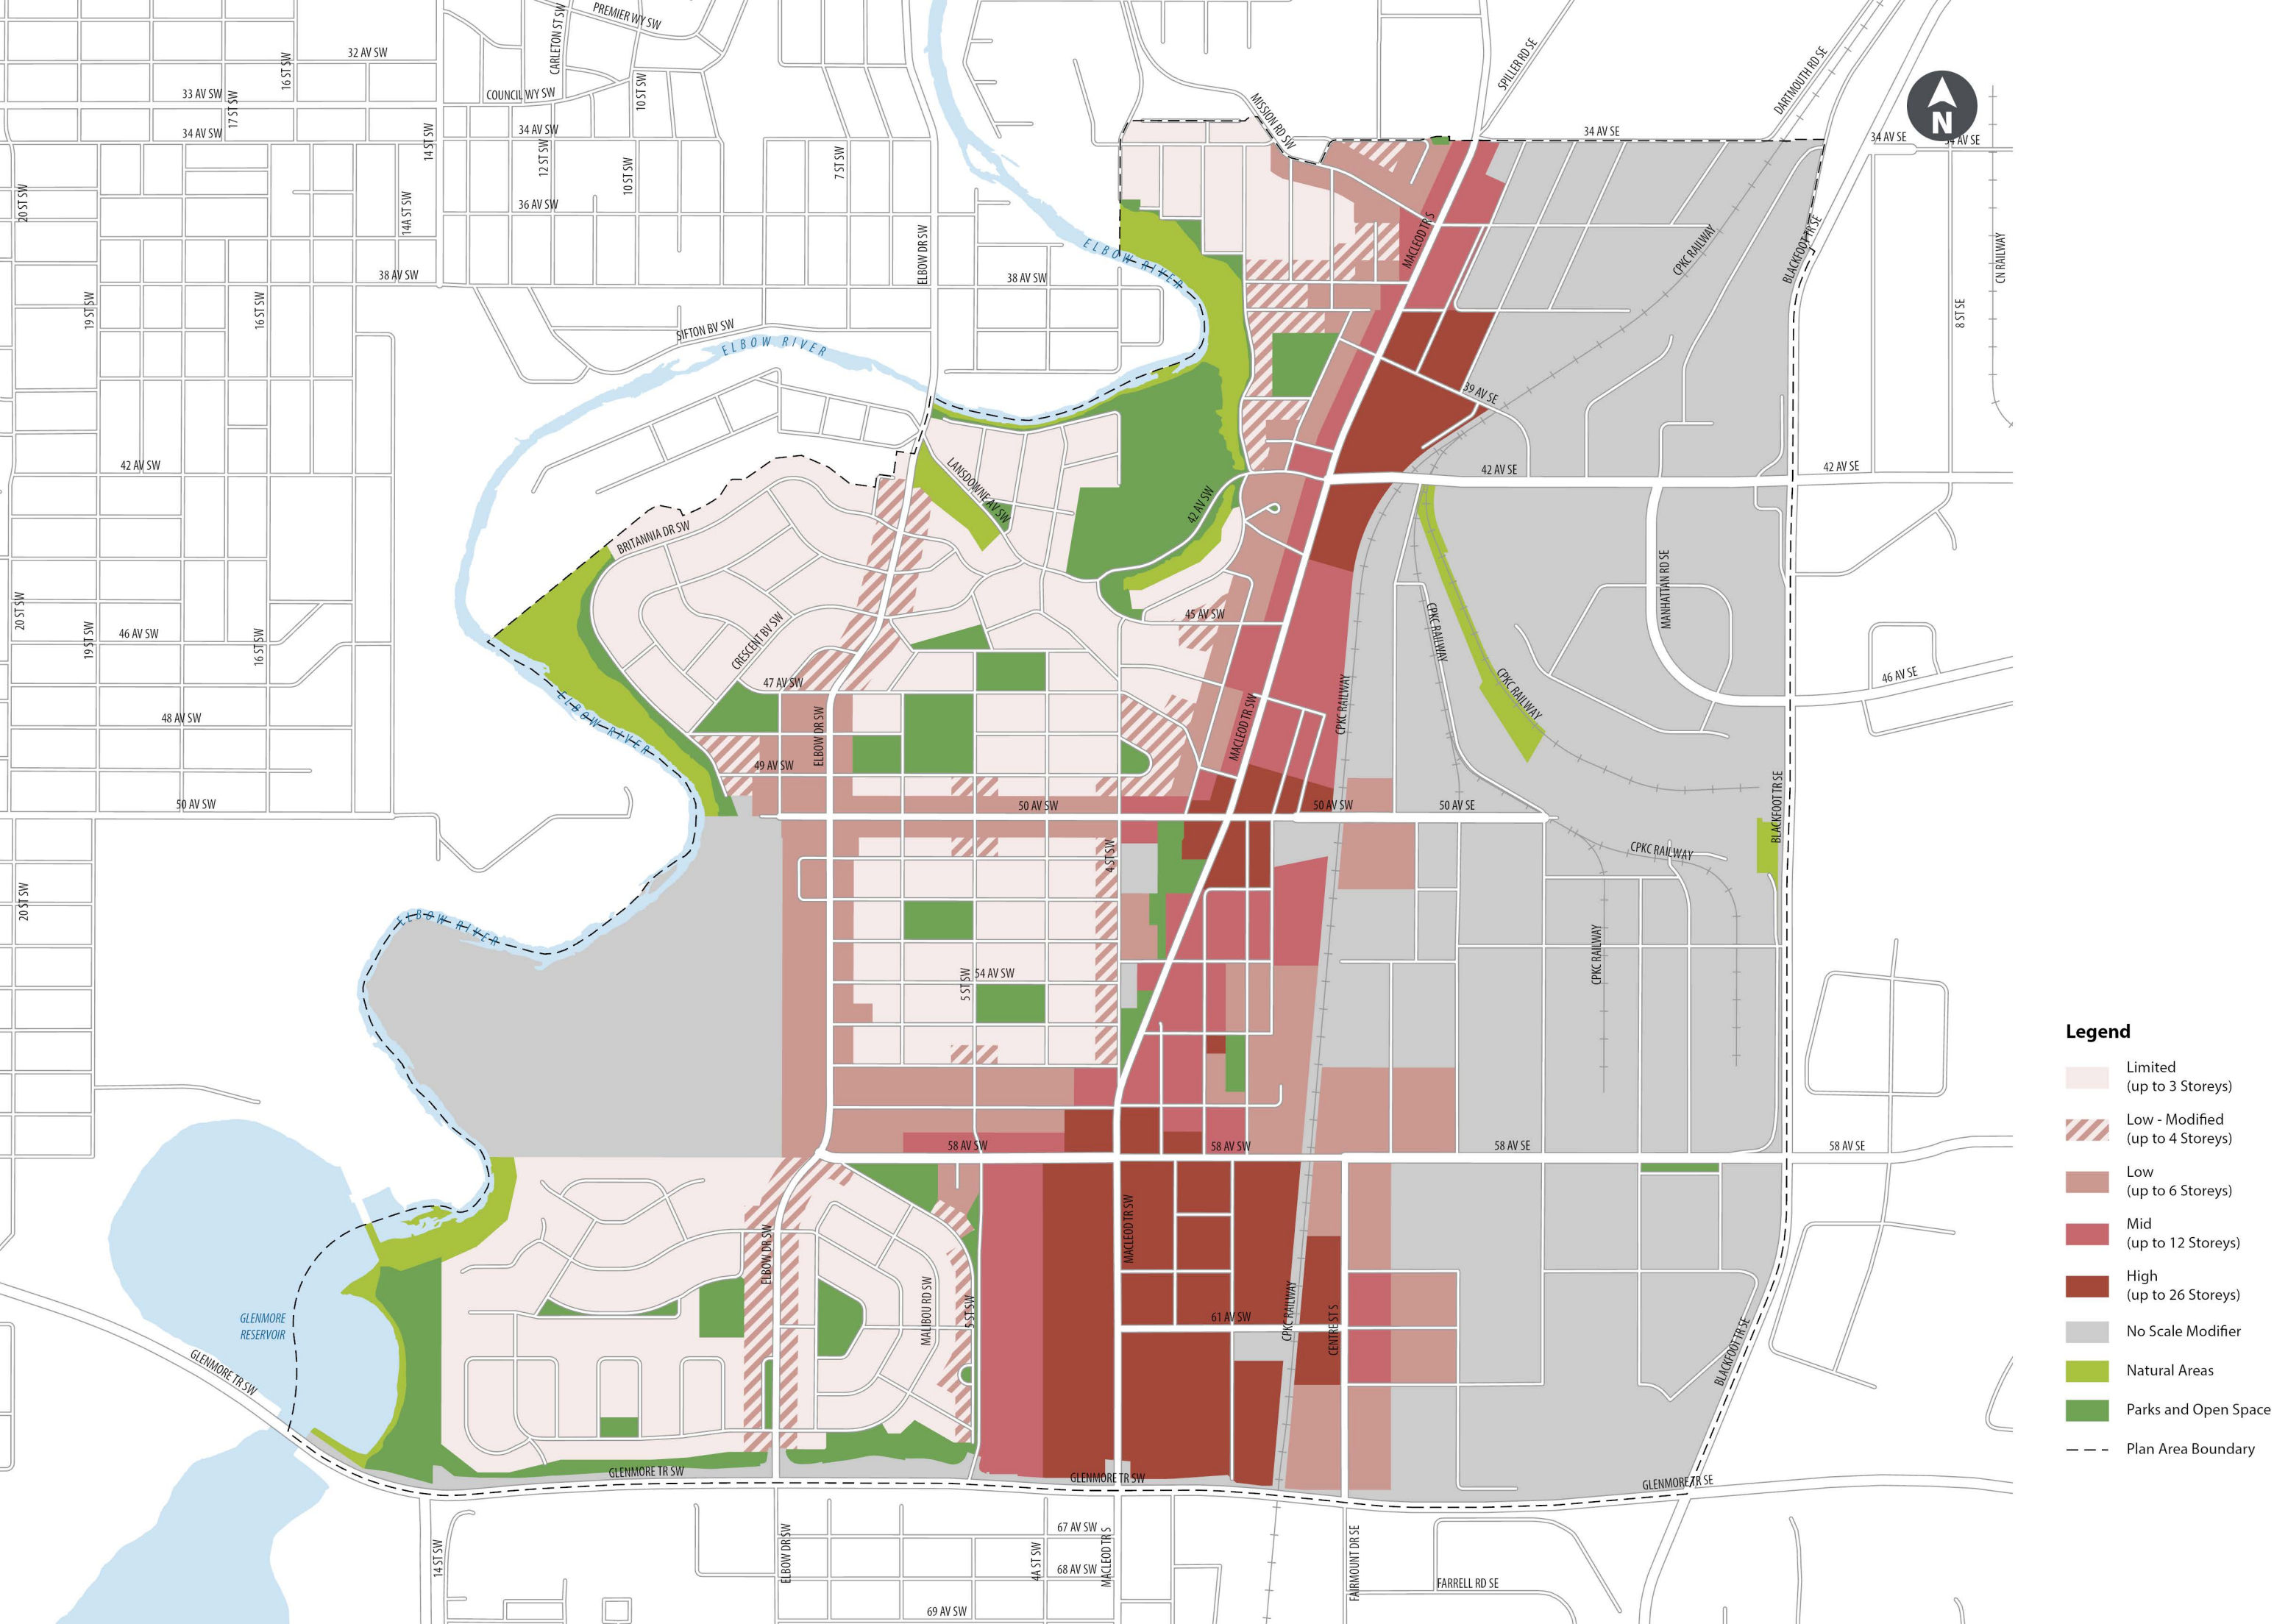 PREMIER WY SW
CARLETON ST SW
32 AV SW
16 ST SW
SPILLER RD SE
DARTMOUTH RD SE
10 ST SW
33 AV SW
17 ST SW
COUNCIL WY SW
MISSION RD SW
N
34 AV SW
14 ST SW
34 AV SW
12 ST SW
34 AV SE
34 AV SE
34 AV SE
10 ST SW
7 ST SW
20 ST SW
14A ST SW
36 AV SW
ELBOW DR SW
ELBOW RIVER
MACLEOD TR S
CPKC RAILWAY
BLACKFOOT TR SE
CN RAILWAY
38 AV SW
38 AV SW
19 ST SW
16 ST SW
8 ST SE
SIFTON BV SW
ELBOW RIVER
39 AV SE
42 AV SW
LANSDOWNE AV SW
42 AV SE
42 AV SE
42 AV SW
BRITANNIA DR SW
MANHATTAN RD SE
20 ST SW
19 ST SW
46 AV SW
16 ST SW
CRESCENT BV SW
45 AV SW
CPKC RAILWAY
46 AV SE
47 AV SW
CPKC RAILWAY
48 AV SW
ELBOW RIVER
ELBOW DR SW
MACLEOD TR SW
CPKC RAILWAY
49 AV SW
50 AV SW
50 AV SW
50 AV SW
50 AV SE
BLACKFOOT TR SE
4 ST SW
CPKC RAILWAY
20 ST SW
ELBOW RIVER
CPKC RAILWAY
5 ST SW
54 AV SW
58 AV SW
58 AV SW
58 AV SE
58 AV SE
ELBOW DR SW
MACLEOD TR SW
MALIBOU RD SW
5 ST SW
61 AV SW
CPKC RAILWAY
CENTRE ST S
BLACKFOOT TR SE
GLENMORE
RESERVOIR
GLENMORE TR SW
GLENMORE TR SW
GLENMORE TR SW
GLENMORE TR SE
14 ST SW
ELBOW DR SW
4A ST SW
67 AV SW
68 AV SW
MACLEOD TR S
FAIRMOUNT DR SE
FARRELL RD SE
69 AV SW
Legend
Limited
(up to 3 Storeys)
Low - Modified
(up to 4 Storeys)
Low
(up to 6 Storeys)
Mid
(up to 12 Storeys)
High
(up to 26 Storeys)
No Scale Modifier
Natural Areas
Parks and Open Space
Plan Area Boundary